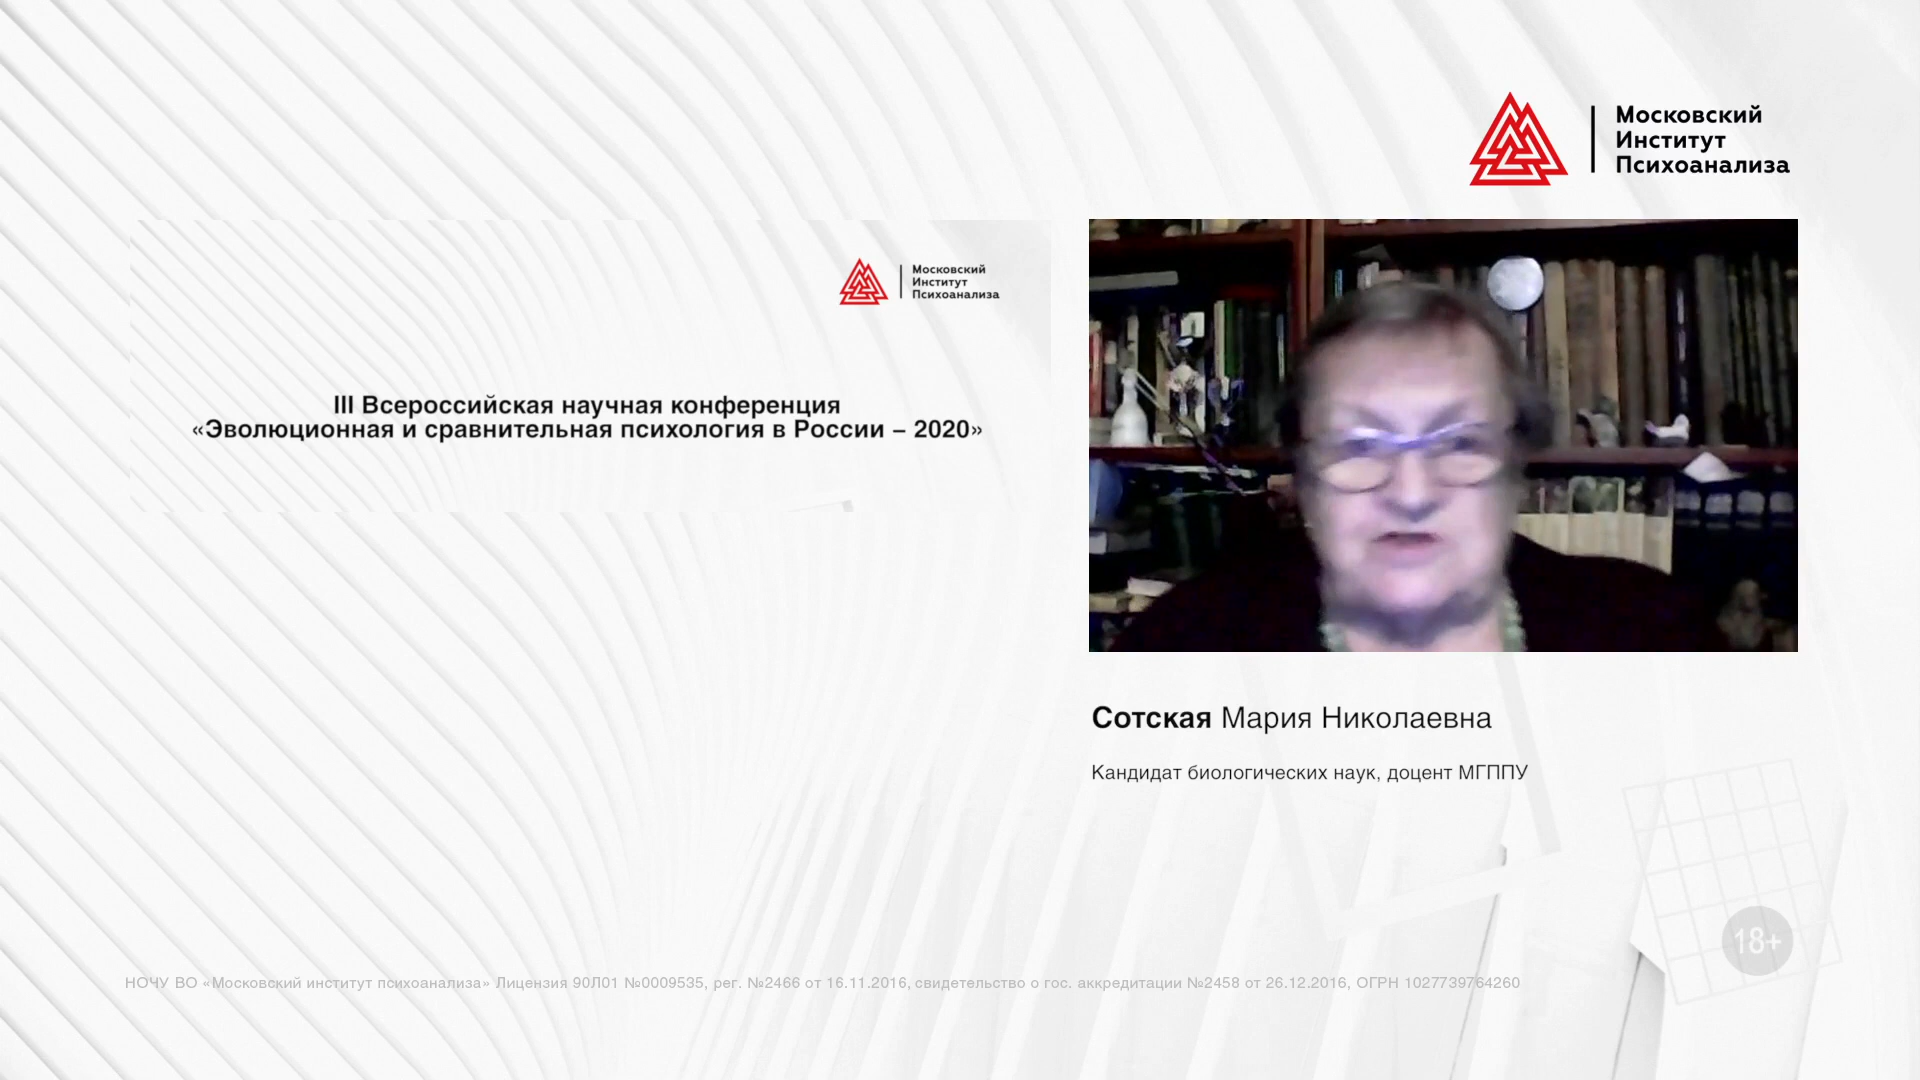 Московский
Институт
Психоанализа
Московский
Институт
Психоанализа
III Всероссийская научная конференция
«Эволюционная и сравнительная психология в России – 2020»
Сотская Мария Николаевна
Кандидат биологических наук, доцент МГППУ
18+
НОЧУ ВО «Московский институт психоанализа» Лицензия 90Л01 №0009535, рег. №2466 от 16.11.2016, свидетельство о гос. аккредитации №2458 от 26.12.2016, ОГРН 1027739764260